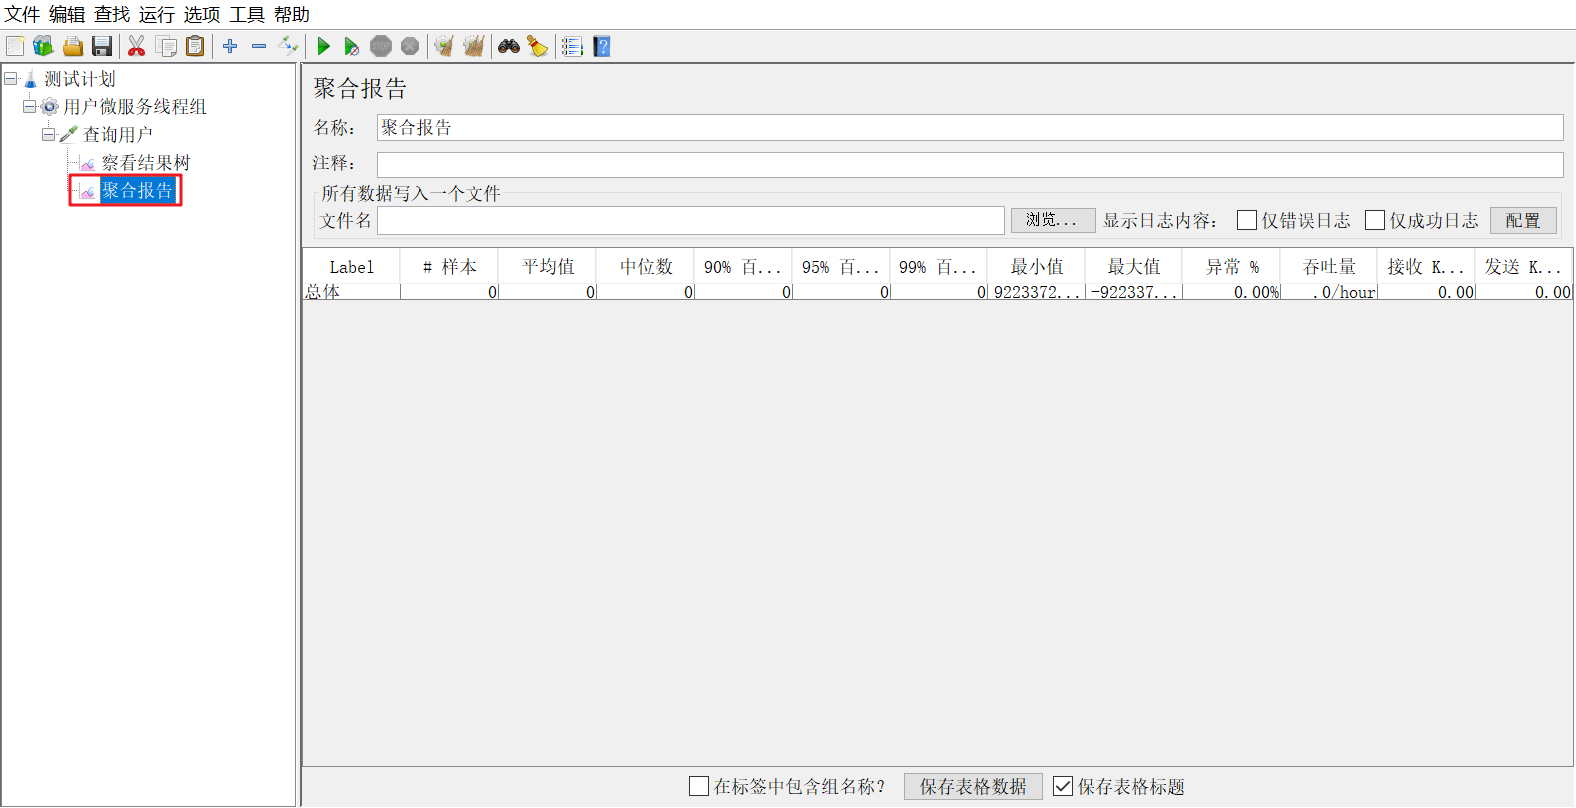 文件 编辑 查找 运行 选项 工具 帮助
STOP
测试计划
用户微服务线程组
查询用户
察看结果树
聚合报告
聚合报告
名称： 聚合报告
注释：
所有数据写入一个文件
文件名 浏览... 显示日志内容： 仅错误日志 仅成功日志 配置
Label # 样本 平均值 中位数 90% 百... 95% 百... 99% 百... 最小值 最大值 异常 % 吞吐量 接收 K... 发送 K...
总体 0 0 0 0 0 0 9223372... -922337... 0.00% .0/hour 0.00 0.00
在标签中包含组名称? 保存表格数据 保存表格标题